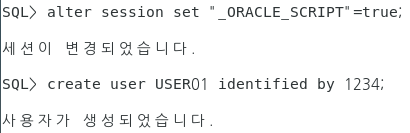 SQL> alter session set "_ORACLE_SCRIPT"=true;
세션이 변경되었습니다.
SQL> create user USER01 identified by 1234;
사용자가 생성되었습니다.